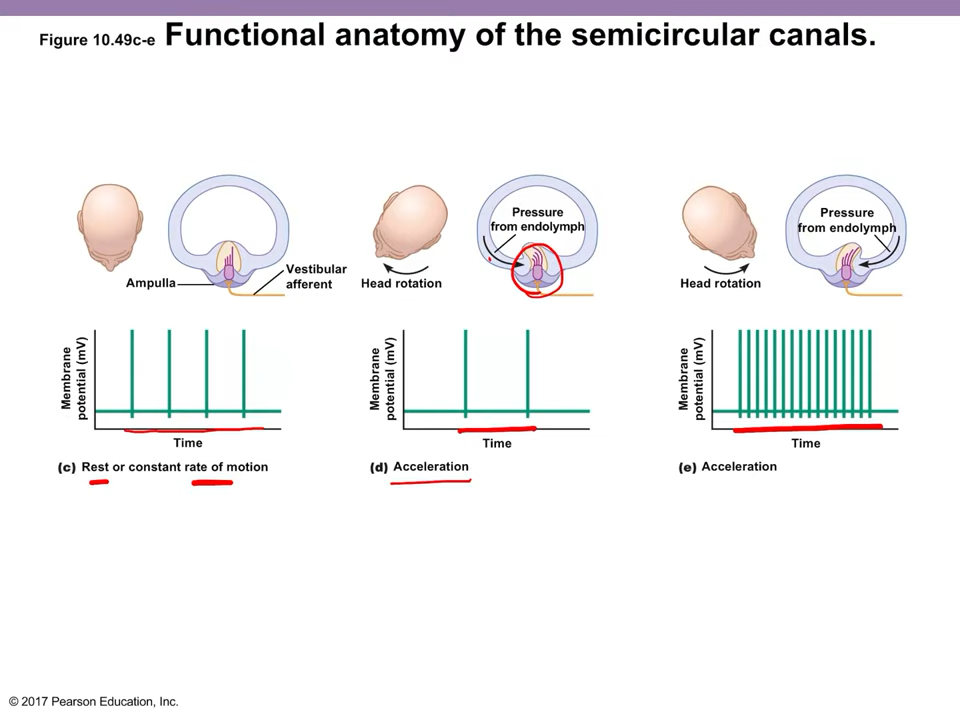 Figure 10.49c-e Functional anatomy of the semicircular canals.
Ampulla
Vestibular
afferent
Pressure
from endolymph
Head rotation
Pressure
from endolymph
Head rotation
Membrane
potential (mV)
Time
(c) Rest or constant rate of motion
Membrane
potential (mV)
Time
(d) Acceleration
Membrane
potential (mV)
Time
(e) Acceleration
© 2017 Pearson Education, Inc.